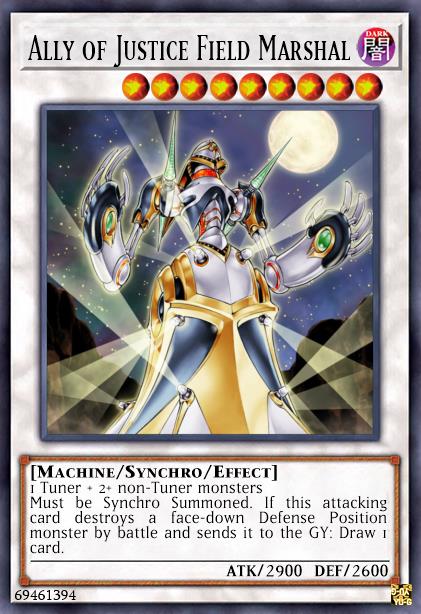 Ally of Justice Field Marshal
DARK
闇
[Machine/Synchro/Effect]
1 Tuner + 2+ non-Tuner monsters
Must be Synchro Summoned. If this attacking
card destroys a face-down Defense Position
monster by battle and sends it to the GY: Draw 1
card.
ATK/2900 DEF/2600
69461394